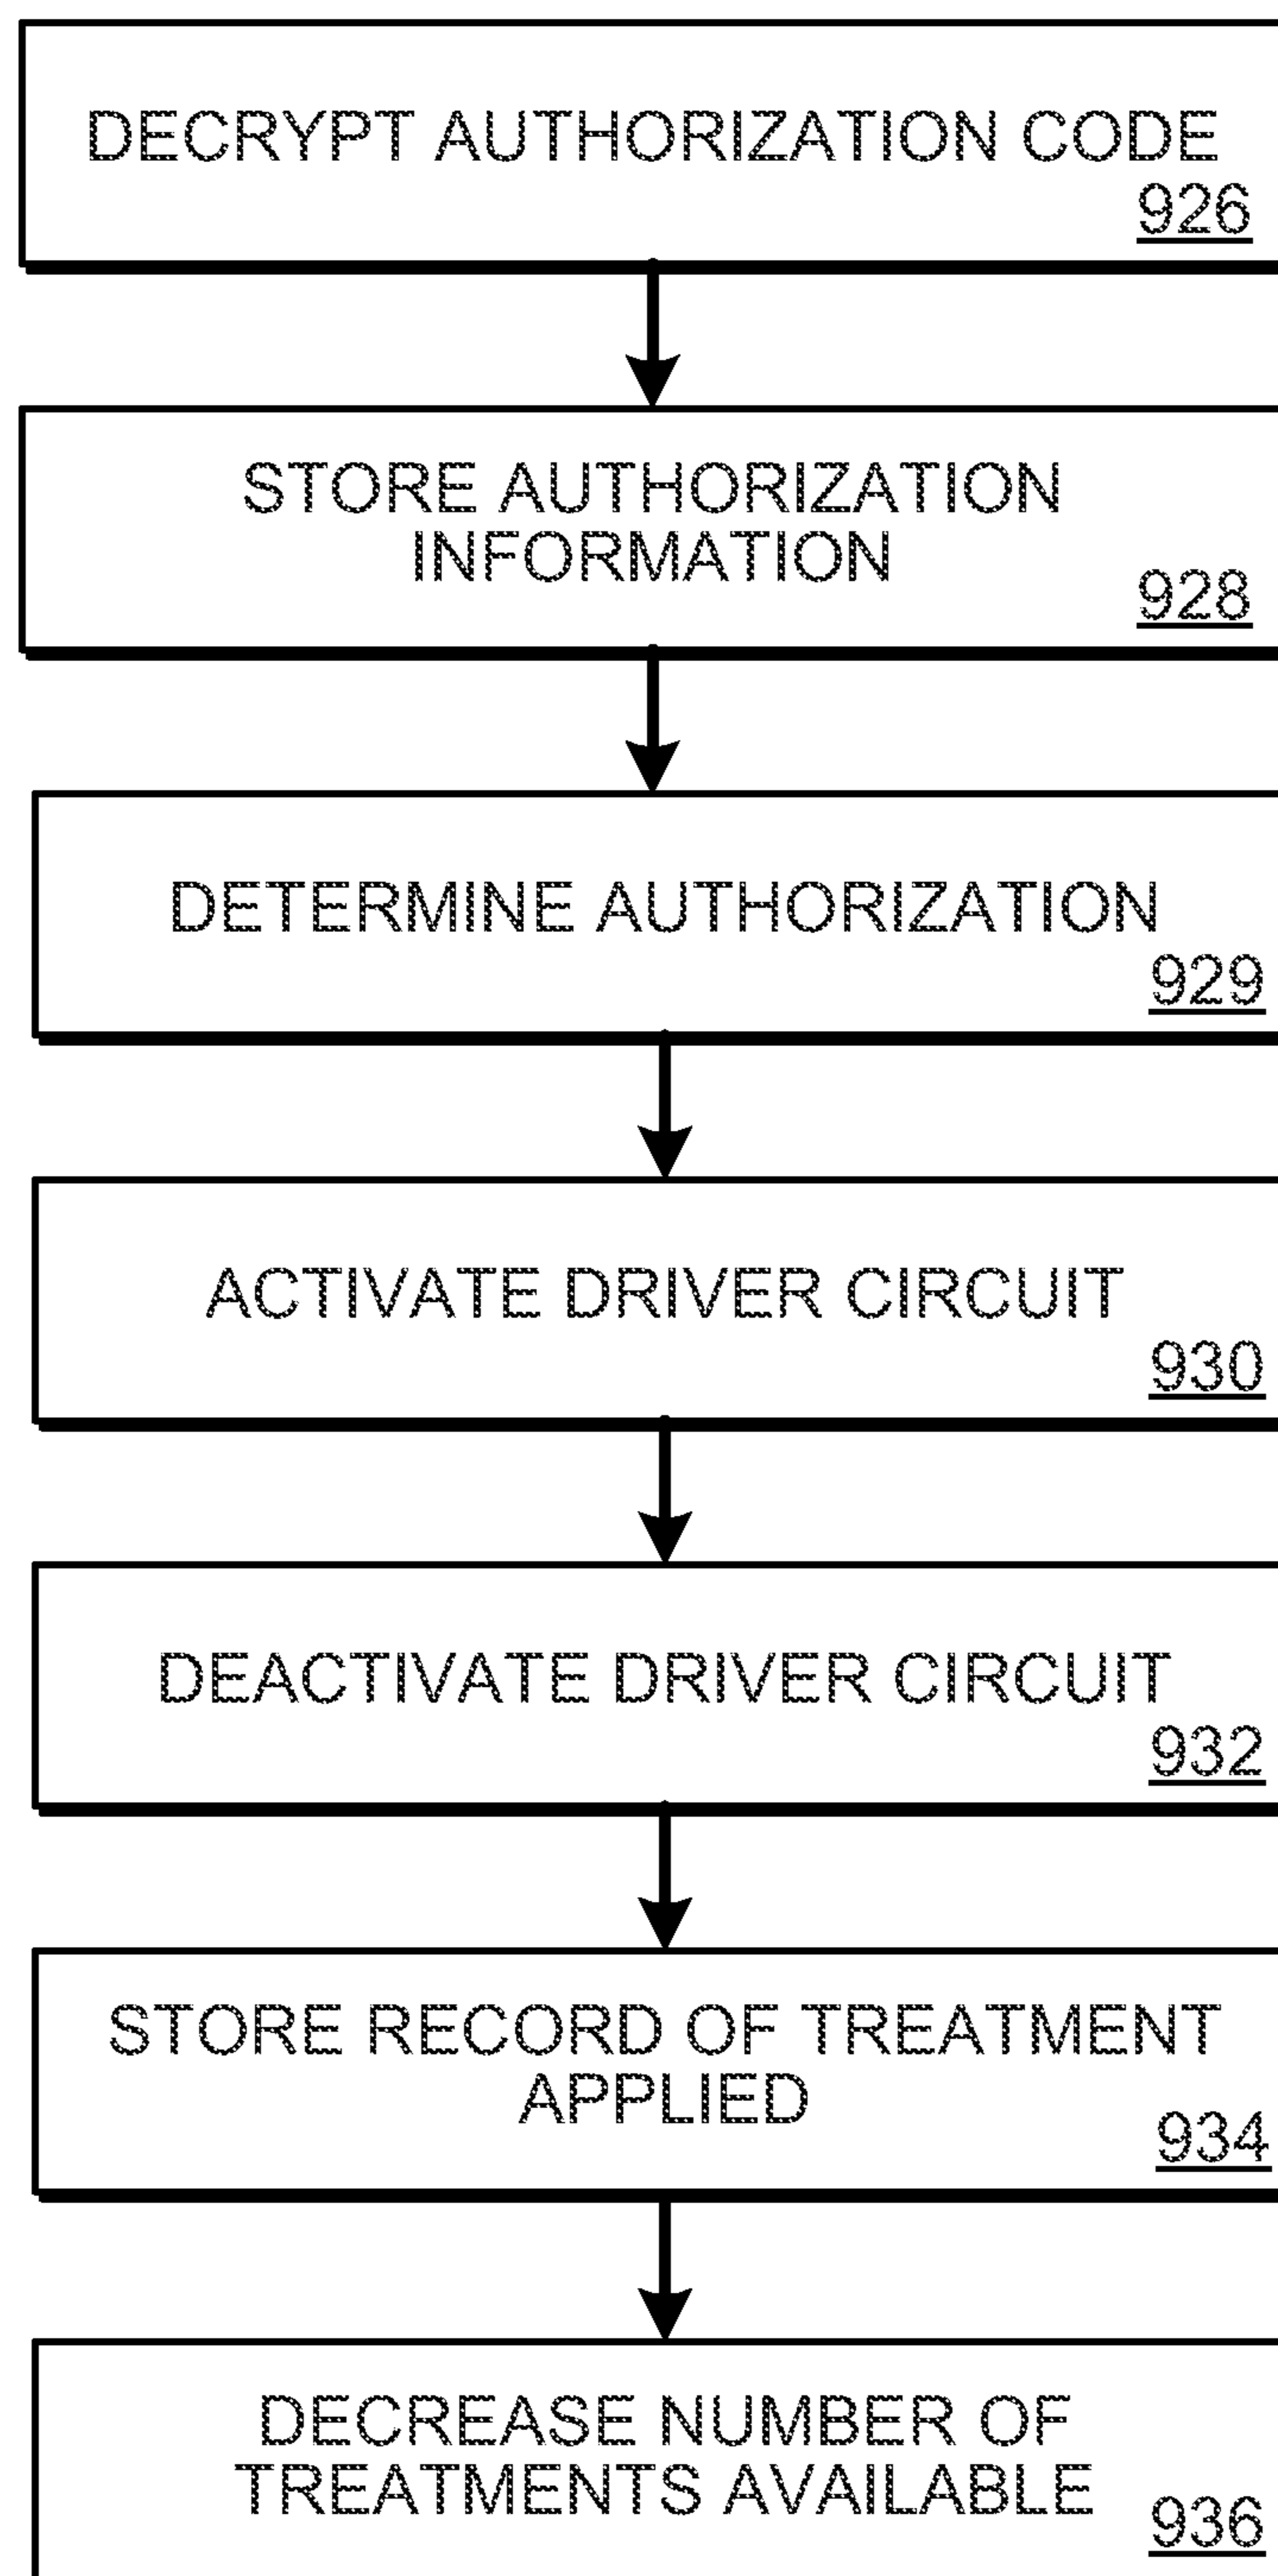 DECRYPT AUTHORIZATION CODE
926
STORE AUTHORIZATION
INFORMATION
928
DETERMINE AUTHORIZATION
929
ACTIVATE DRIVER CIRCUIT
930
DEACTIVATE DRIVER CIRCUIT
932
STORE RECORD OF TREATMENT
APPLIED
934
DECREASE NUMBER OF
TREATMENTS AVAILABLE
936